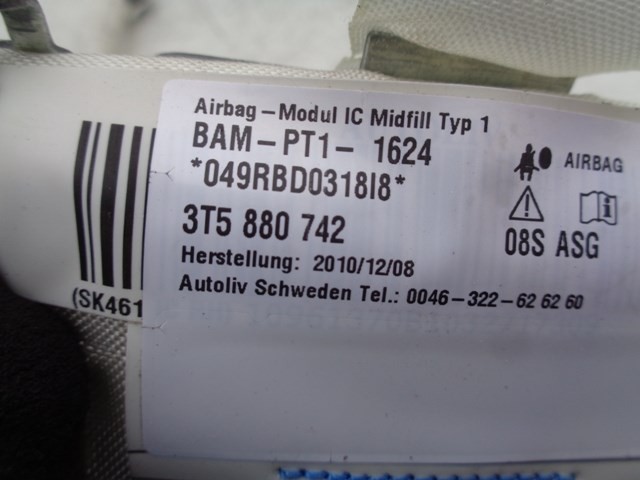 Airbag-Modul IC Midfill Typ 1
BAM-PT1- 1624
*049RBD0318I8*
3T5 880 742
Herstellung: 2010/12/08
Autoliv Schweden Tel.: 0046-322-62 62 60
AIRBAG
08S ASG
(SK461